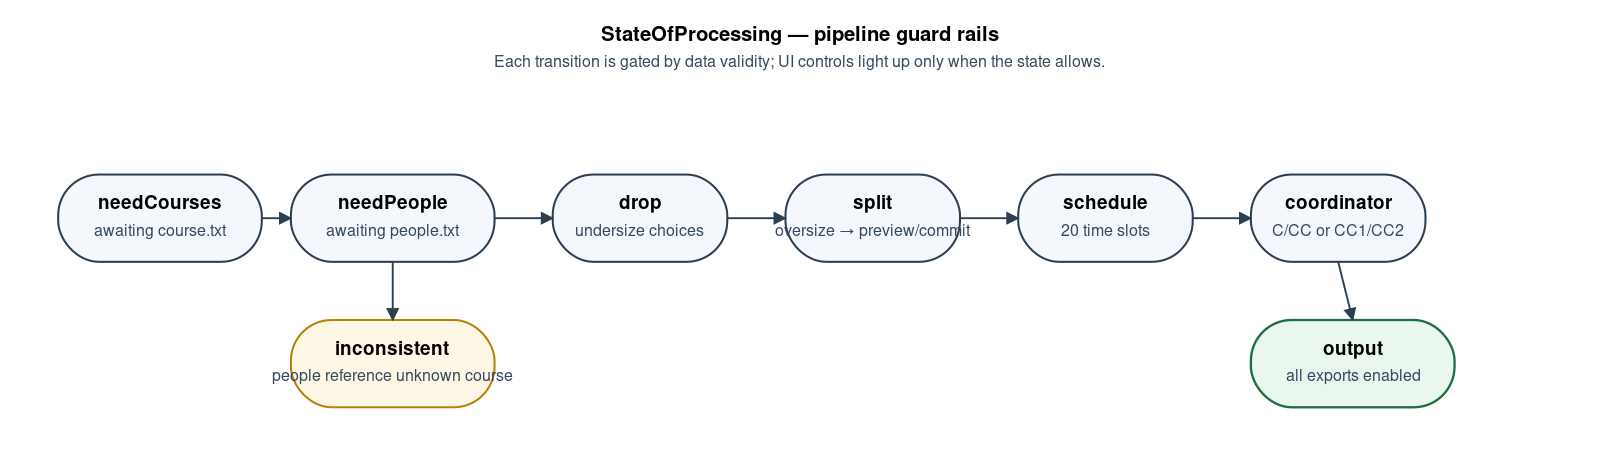 StateOfProcessing — pipeline guard rails
Each transition is gated by data validity; UI controls light up only when the state allows.
needCourses
awaiting course.txt
needPeople
awaiting people.txt
drop
undersize choices
split
oversize → preview/commit
schedule
20 time slots
coordinator
C/CC or CC1/CC2
inconsistent
people reference unknown course
output
all exports enabled